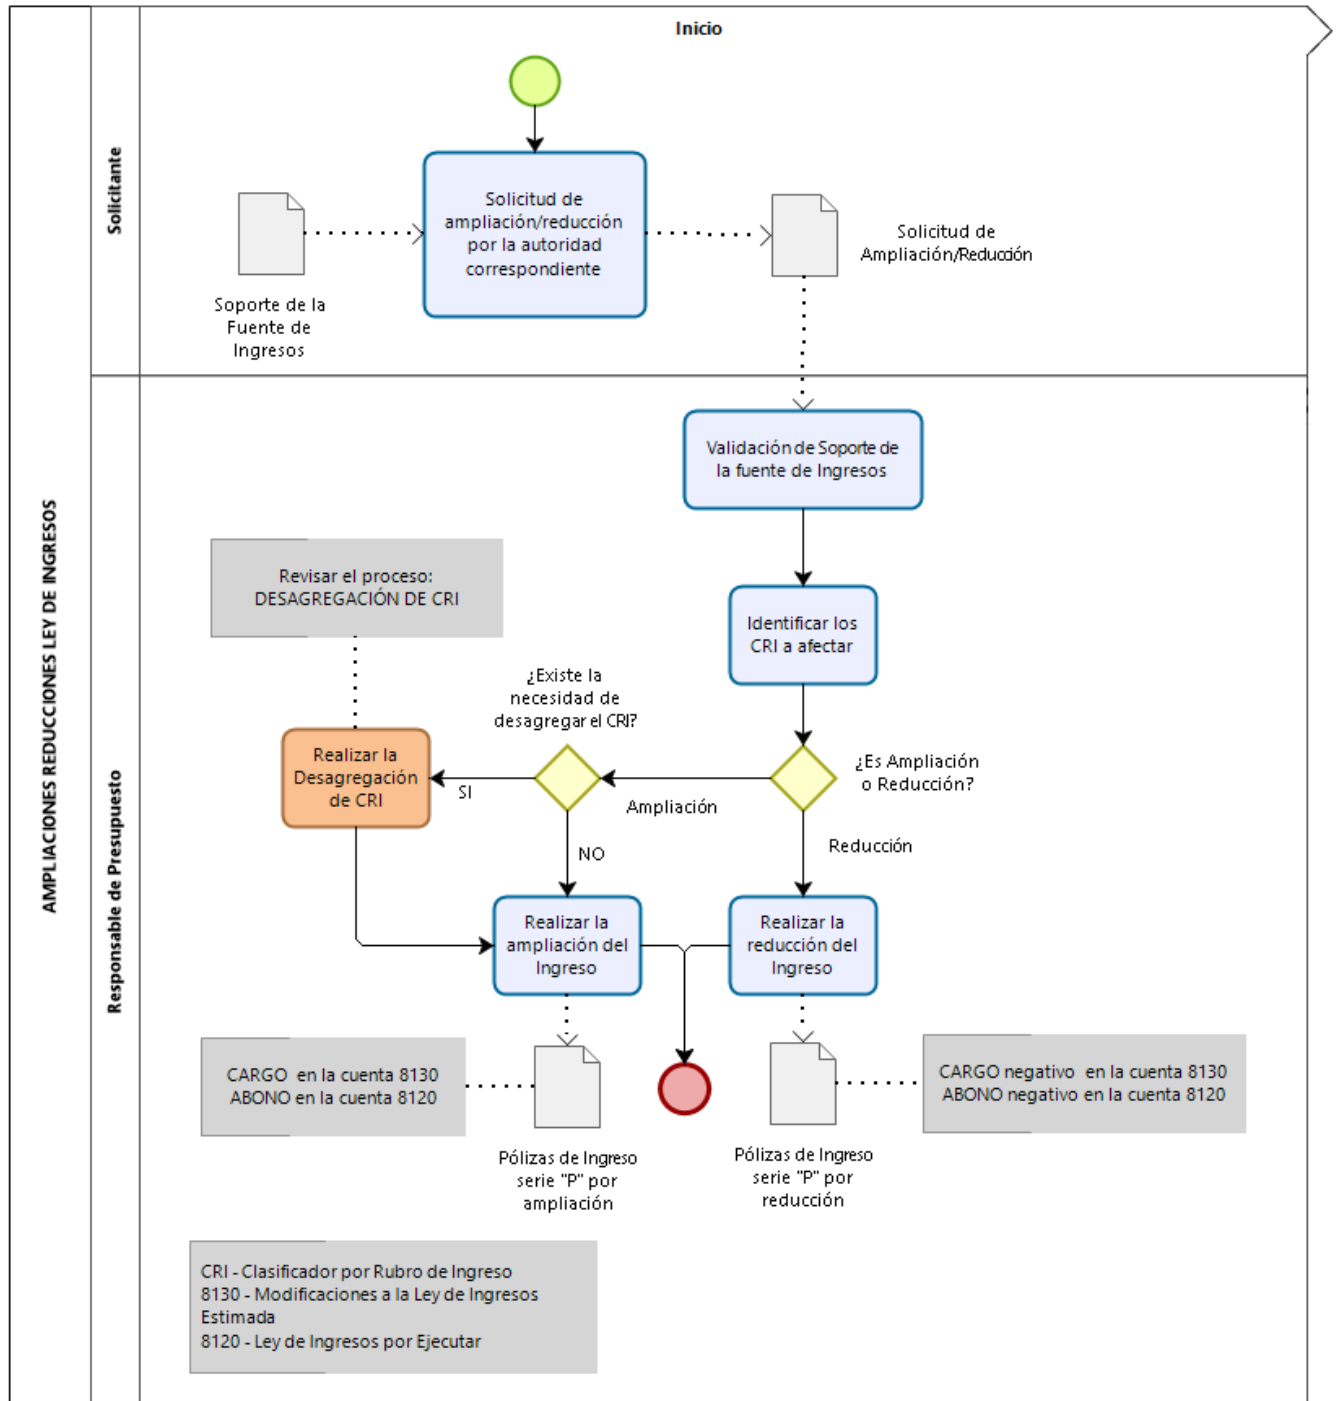 Inicio
AMPLIACIONES REDUCCIONES LEY DE INGRESOS
Solicitante
Solicitud de
ampliación/reducción
por la autoridad
correspondiente
Soporte de la
Fuente de
Ingresos
Solicitud de
Ampliación/Reducción
Responsable de Presupuesto
Validación de Soporte de
la fuente de Ingresos
Identificar los
CRI a afectar
¿Es Ampliación
o Reducción?
Ampliación
Reducción
¿Existe la
necesidad de
desagregar el CRI?
SI
NO
Revisar el proceso:
DESAGREGACIÓN DE CRI
Realizar la
Desagregación
de CRI
Realizar la
ampliación del
Ingreso
Realizar la
reducción del
Ingreso
CARGO en la cuenta 8130
ABONO en la cuenta 8120
Pólizas de Ingreso
serie "P" por
ampliación
Pólizas de Ingreso
serie "P" por
reducción
CARGO negativo en la cuenta 8130
ABONO negativo en la cuenta 8120
CRI - Clasificador por Rubro de Ingreso
8130 - Modificaciones a la Ley de Ingresos
Estimada
8120 - Ley de Ingresos por Ejecutar